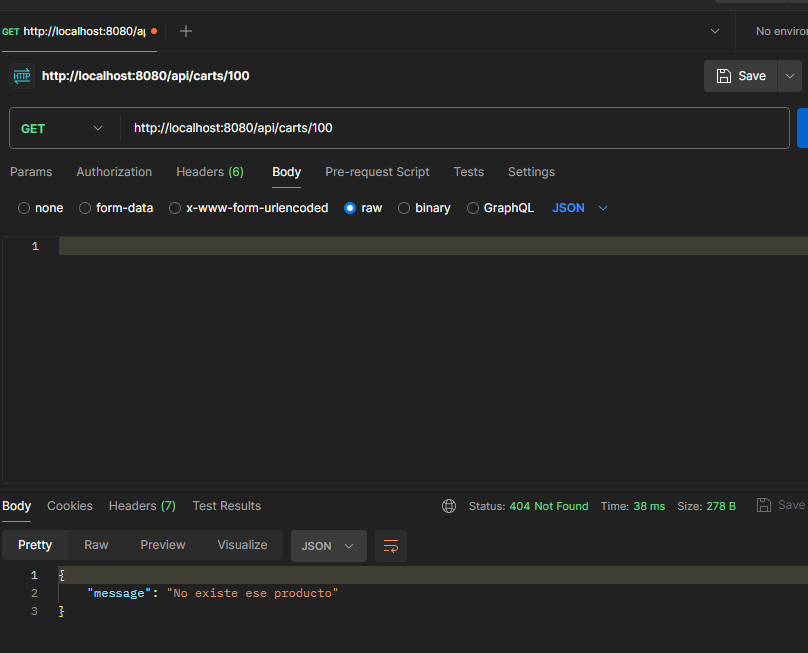 GET http://localhost:8080/a
No enviro
HTTP http://localhost:8080/api/carts/100
Save
GET http://localhost:8080/api/carts/100
Params Authorization Headers (6) Body Pre-request Script Tests Settings
none form-data x-www-form-urlencoded raw binary GraphQL JSON
1
Body Cookies Headers (7) Test Results Status: 404 Not Found Time: 38 ms Size: 278 B Save
Pretty Raw Preview Visualize JSON
1 {
2 "message": "No existe ese producto"
3 }